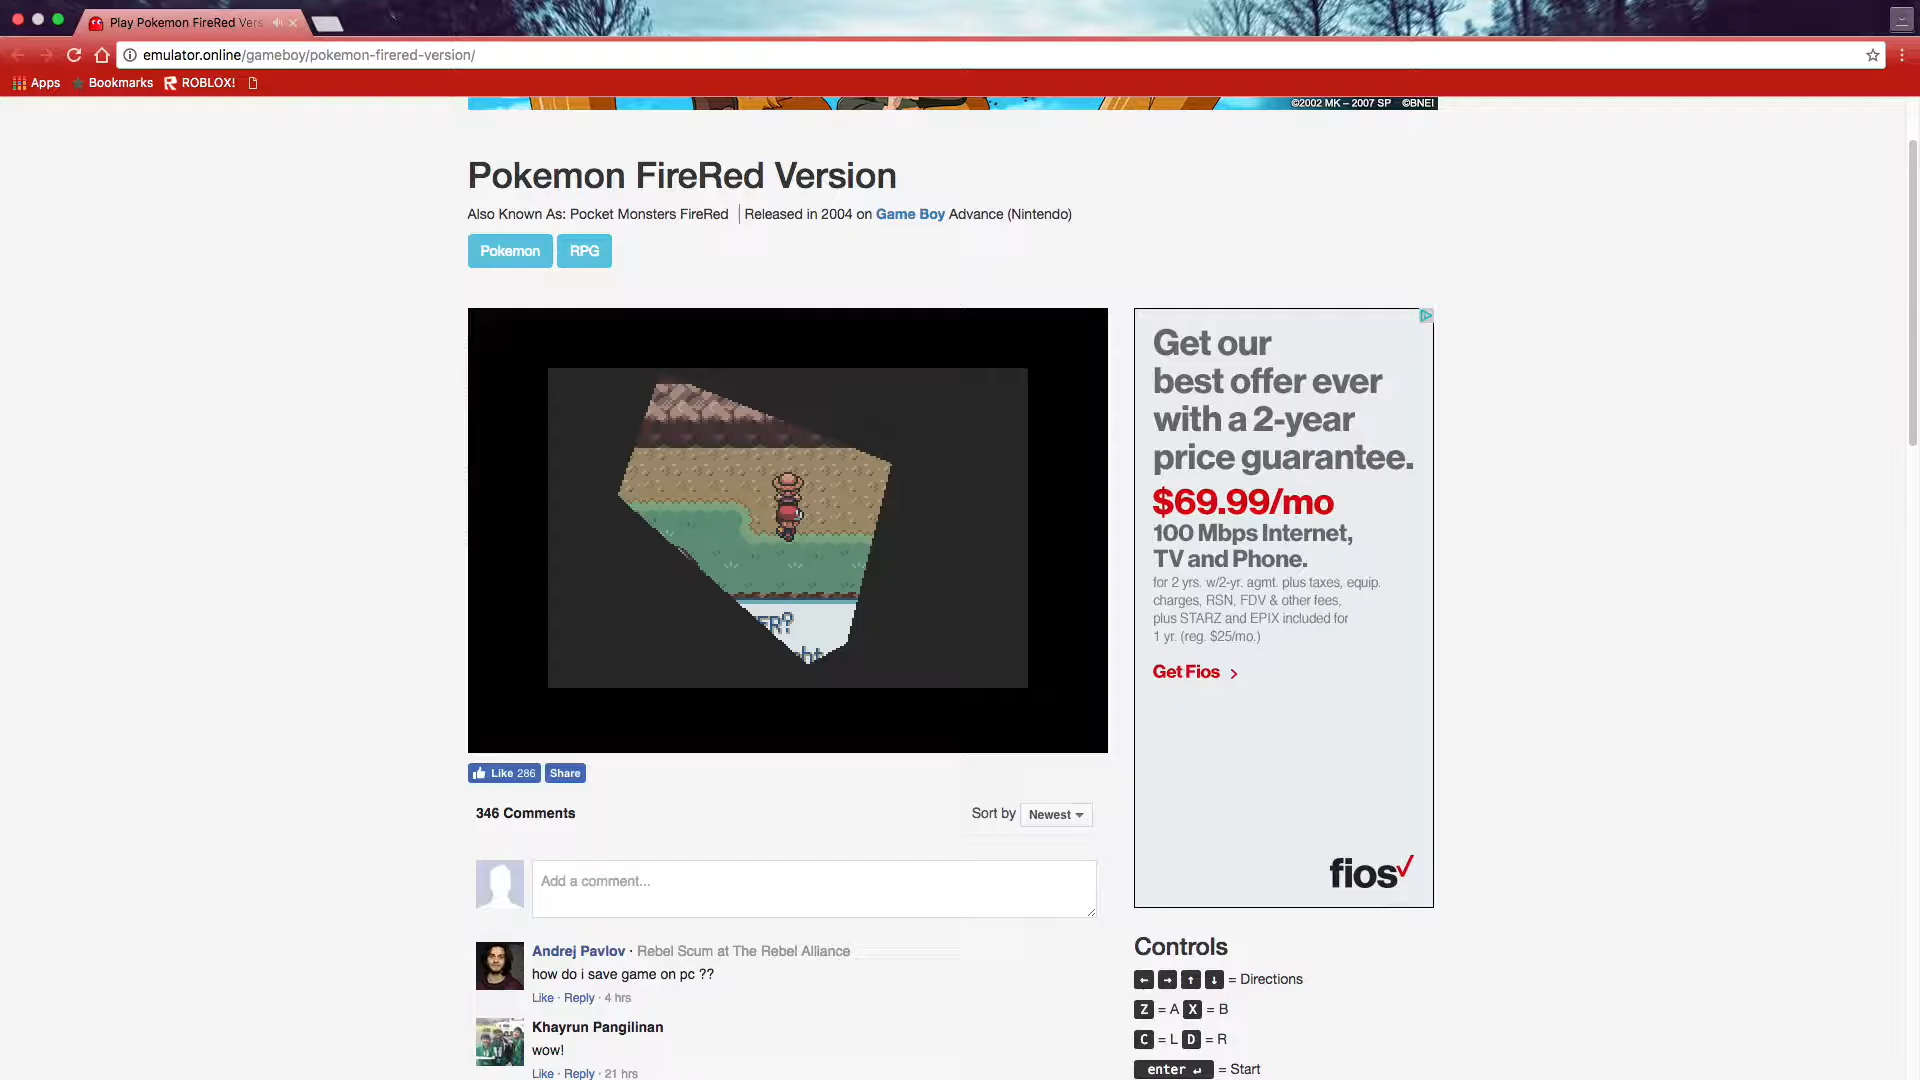 Play Pokemon FireRed Vers
emulator.online/gameboy/pokemon-firered-version/
Apps Bookmarks ROBLOX!
©2002 MK – 2007 SP ©BNEI
Pokemon FireRed Version
Also Known As: Pocket Monsters FireRed Released in 2004 on Game Boy Advance (Nintendo)
Pokemon RPG
ER?
ht
Like 286 Share
346 Comments
Sort by Newest
Add a comment...
Andrej Pavlov · Rebel Scum at The Rebel Alliance
how do i save game on pc ??
Like · Reply · 4 hrs
Khayrun Pangilinan
wow!
Like · Reply · 21 hrs
Get our
best offer ever
with a 2-year
price guarantee.
$69.99/mo
100 Mbps Internet,
TV and Phone.
for 2 yrs. w/2-yr. agmt. plus taxes, equip.
charges, RSN, FDV & other fees,
plus STARZ and EPIX included for
1 yr. (reg. $25/mo.)
Get Fios >
fios✓
Controls
← → ↑ ↓ = Directions
Z = A X = B
C = L D = R
enter ↵ = Start